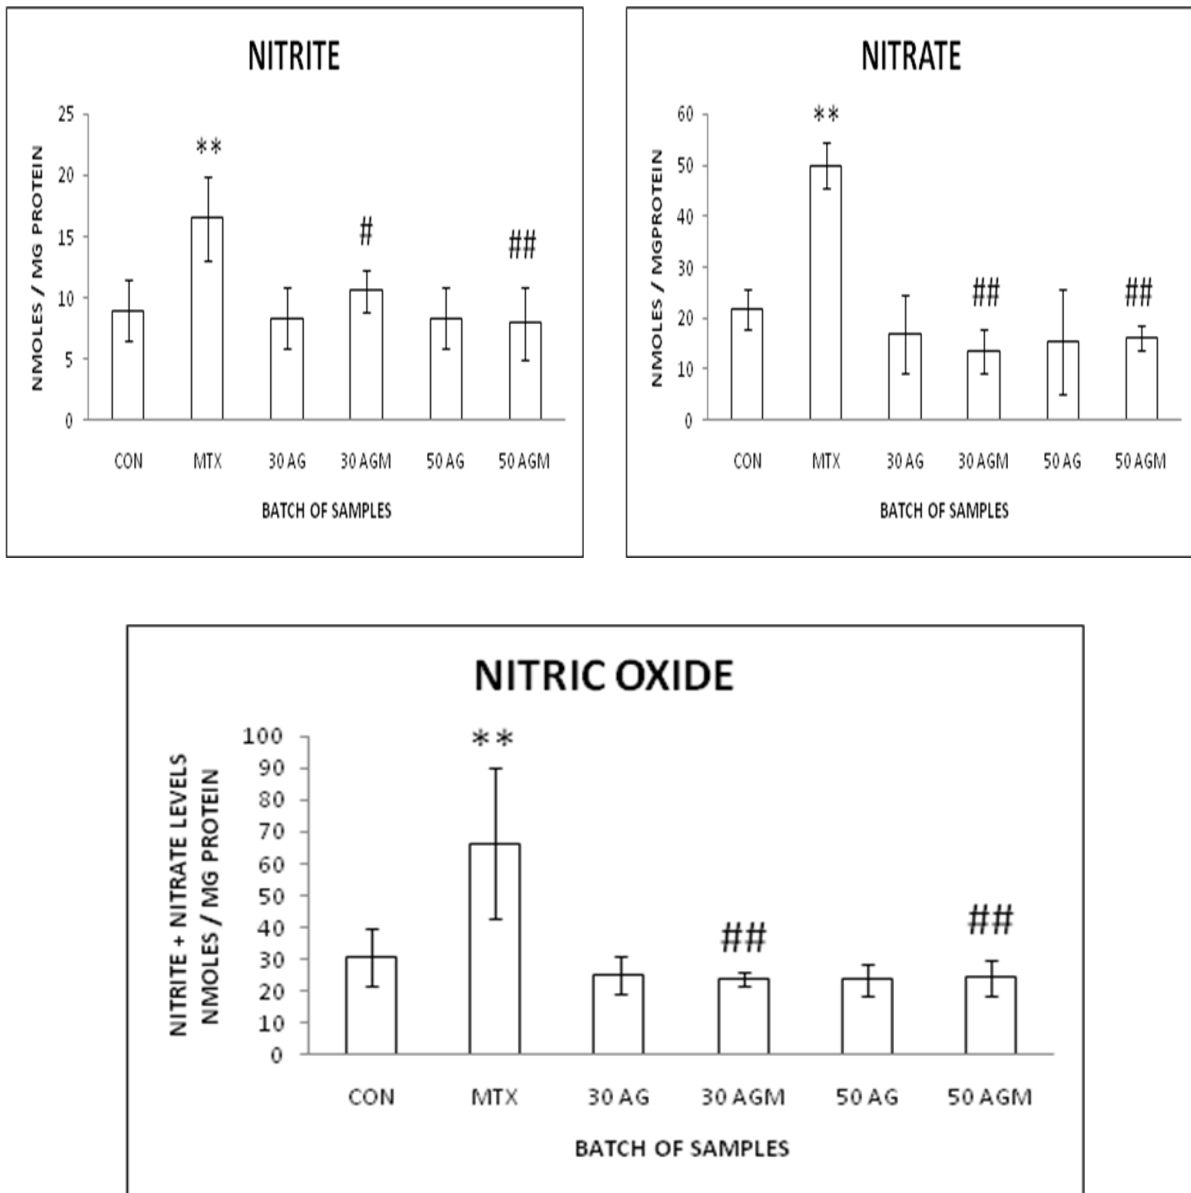 NITRITE
NMOLES / MG PROTEIN
25
20
15
10
5
0
**
#
##
CON MTX 30 AG 30 AGM 50 AG 50 AGM
BATCH OF SAMPLES
NITRATE
NMOLES / MGPROTEIN
60
50
40
30
20
10
0
**
##
##
CON MTX 30 AG 30 AGM 50 AG 50 AGM
BATCH OF SAMPLES
NITRIC OXIDE
NITRITE + NITRATE LEVELS
NMOLES / MG PROTEIN
100
90
80
70
60
50
40
30
20
10
0
**
##
##
CON MTX 30 AG 30 AGM 50 AG 50 AGM
BATCH OF SAMPLES